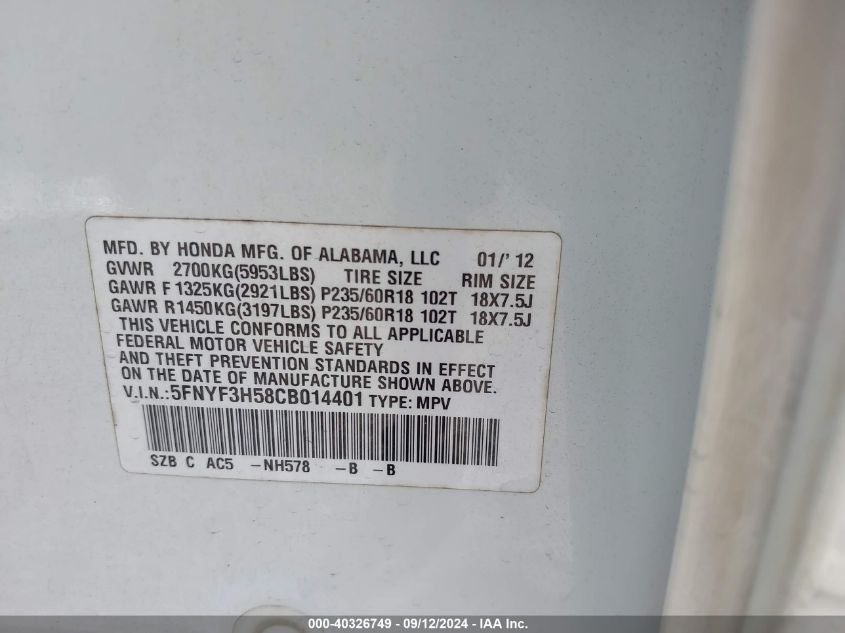 MFD. BY HONDA MFG. OF ALABAMA, LLC 01/' 12
GVWR 2700KG(5953LBS) TIRE SIZE RIM SIZE
GAWR F 1325KG(2921LBS) P235/60R18 102T 18X7.5J
GAWR R1450KG(3197LBS) P235/60R18 102T 18X7.5J
THIS VEHICLE CONFORMS TO ALL APPLICABLE
FEDERAL MOTOR VEHICLE SAFETY
AND THEFT PREVENTION STANDARDS IN EFFECT
ON THE DATE OF MANUFACTURE SHOWN ABOVE.
V.I.N.:5FNYF3H58CB014401 TYPE: MPV
SZB C AC5 -NH578 -B -B
000-40326749 - 09/12/2024 - IAA Inc.